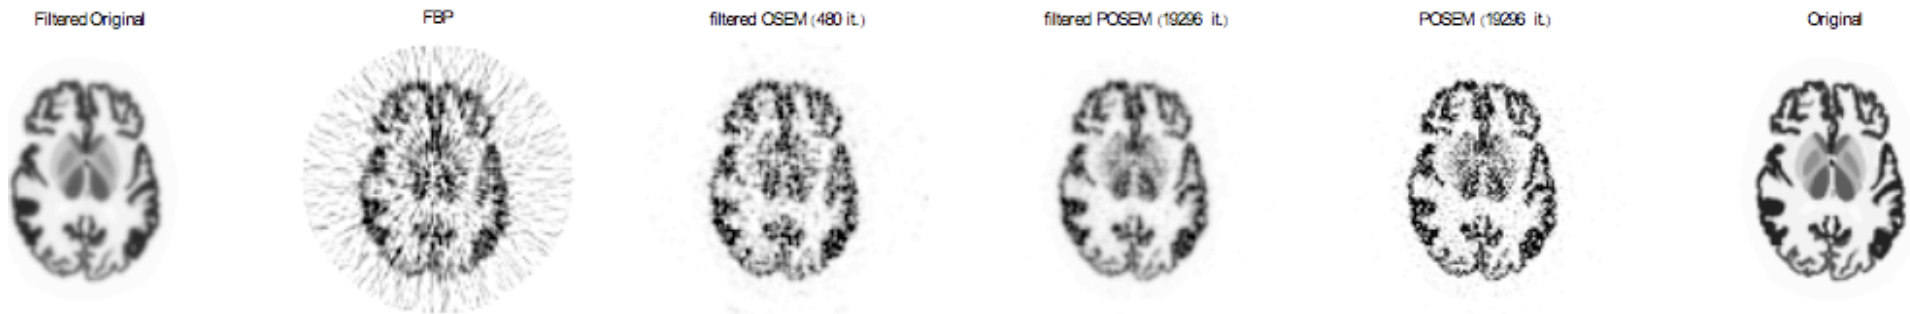 Filtered Original
FBP
filtered OSEM (480 it.)
filtered POSEM (19296 it.)
POSEM (19296 it.)
Original